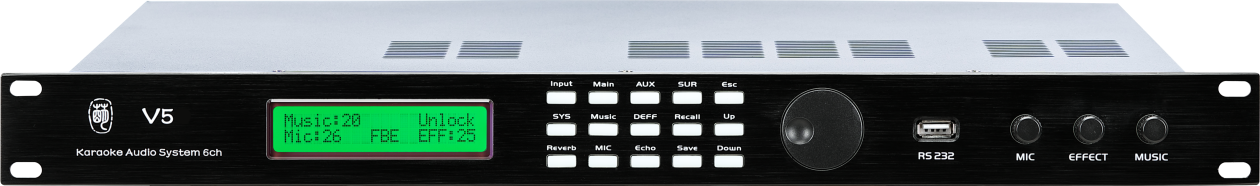 V5
Karaoke Audio System 6ch
Music:20 Unlock
Mic:26 FBE EFF:25
Input Main AUX SUR Esc
SYS Music DEFF Recall Up
Reverb MIC Echo Save Down
RS 232
MIC EFFECT MUSIC